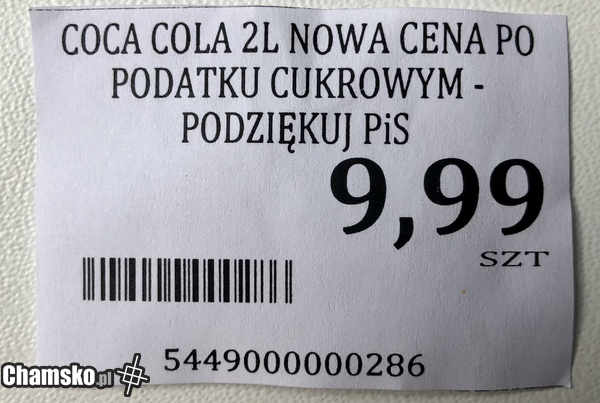 COCA COLA 2L NOWA CENA PO
PODATKU CUKROWYM -
PODZIĘKUJ PiS
9,99
SZT
5449000000286
Chamsko.pl